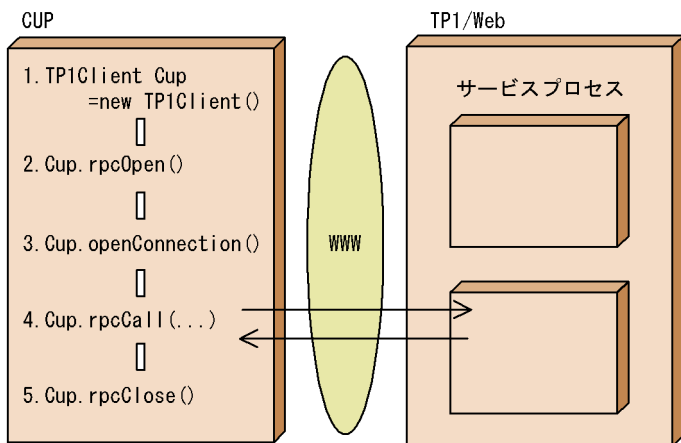 CUP
1.TP1Client Cup
=new TP1Client()
2.Cup.rpcOpen()
3.Cup.openConnection()
4.Cup.rpcCall(...)
5.Cup.rpcClose()
WWW
TP1/Web
サービスプロセス